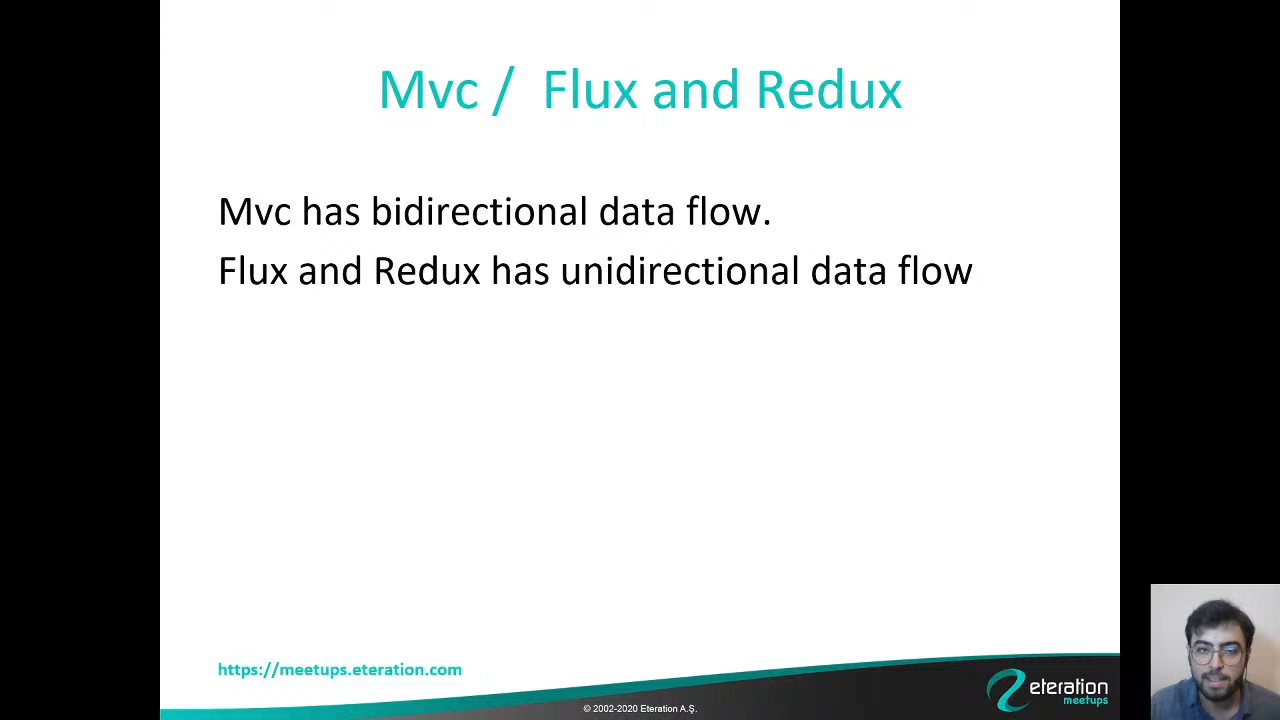 Mvc / Flux and Redux
Mvc has bidirectional data flow.
Flux and Redux has unidirectional data flow
https://meetups.eteration.com
© 2002-2020 Eteration A.Ş.
eteration
meetups